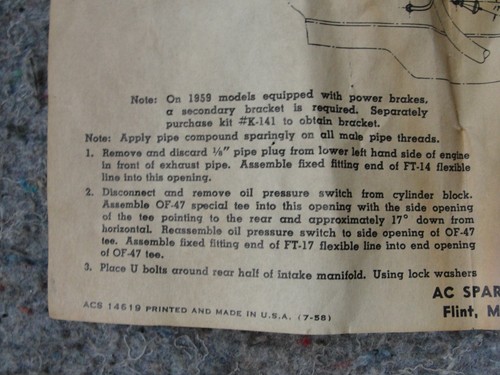 Note: On 1959 models equipped with power brakes,
a secondary bracket is required. Separately
purchase kit #K-141 to obtain bracket.
Note: Apply pipe compound sparingly on all male pipe threads.
1. Remove and discard ⅛" pipe plug from lower left hand side of engine
in front of exhaust pipe. Assemble fixed fitting end of FT-14 flexible
line into this opening.
2. Disconnect and remove oil pressure switch from cylinder block.
Assemble OF-47 special tee into this opening with the side opening
of the tee pointing to the rear and approximately 17° down from
horizontal. Reassemble oil pressure switch to side opening of OF-47
tee. Assemble fixed fitting end of FT-17 flexible line into end opening
of OF-47 tee.
3. Place U bolts around rear half of intake manifold. Using lock washers
AC SPAR
Flint, M
ACS 14619 PRINTED AND MADE IN U.S.A. (7-58)